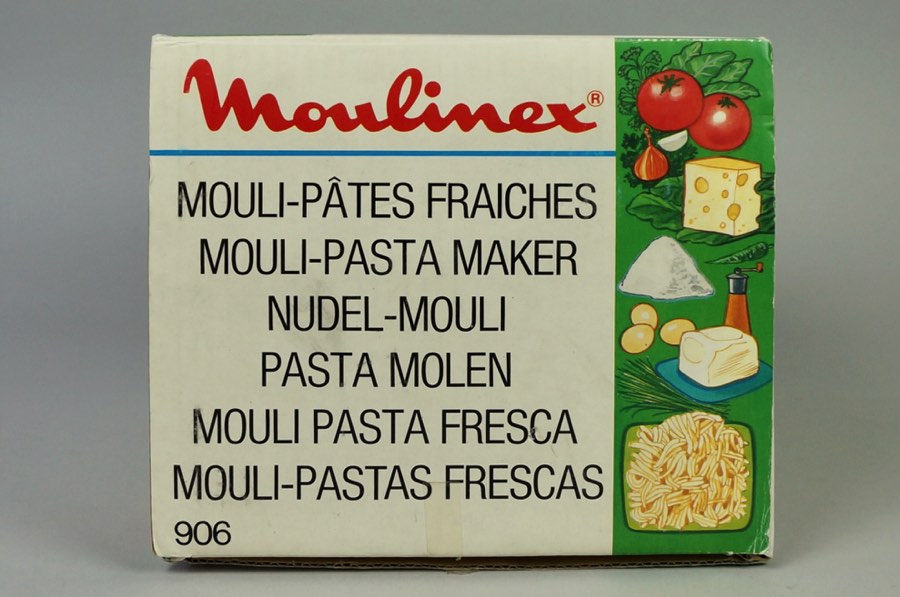 Moulinex®
MOULI-PÂTES FRAICHES
MOULI-PASTA MAKER
NUDEL-MOULI
PASTA MOLEN
MOULI PASTA FRESCA
MOULI-PASTAS FRESCAS
906